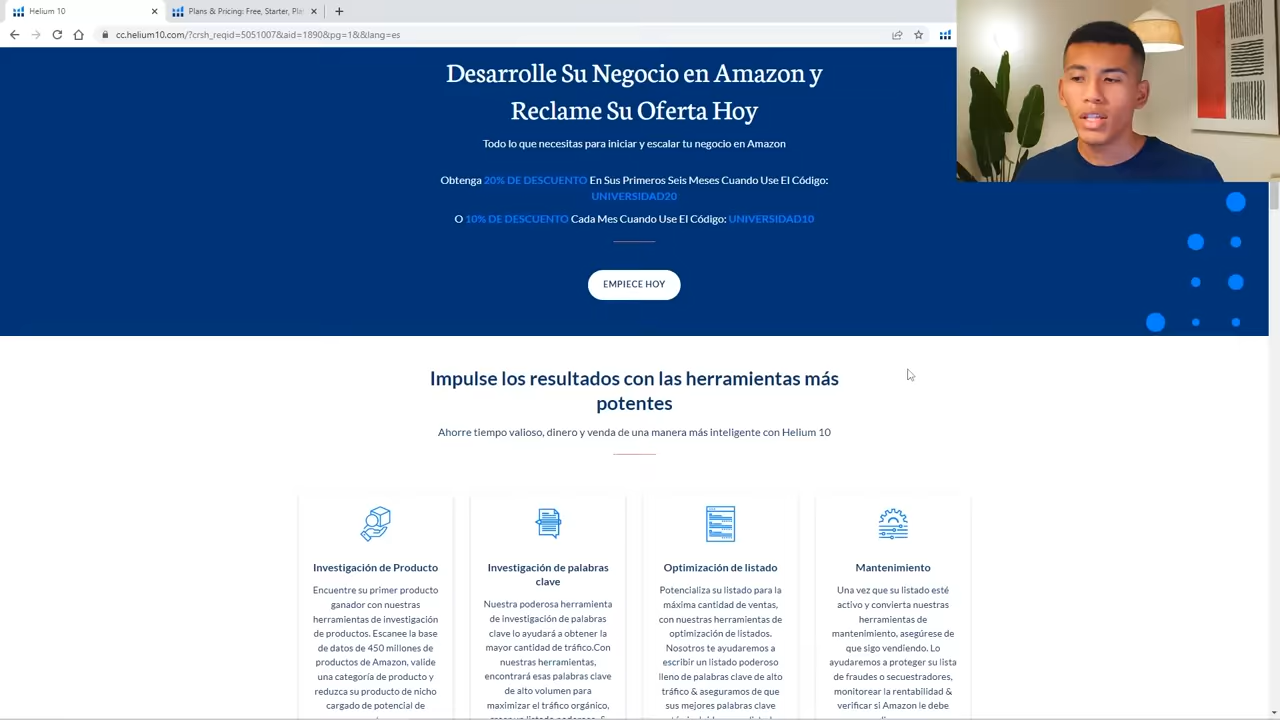 Helium 10
Plans & Pricing: Free, Starter, Pla
cc.helium10.com/?crsh_reqid=5051007&aid=1890&pg=1&&lang=es
Desarrolle Su Negocio en Amazon y
Reclame Su Oferta Hoy
Todo lo que necesitas para iniciar y escalar tu negocio en Amazon
Obtenga 20% DE DESCUENTO En Sus Primeros Seis Meses Cuando Use El Código:
UNIVERSIDAD20
O 10% DE DESCUENTO Cada Mes Cuando Use El Código: UNIVERSIDAD10
EMPIECE HOY
Impulse los resultados con las herramientas más
potentes
Ahorre tiempo valioso, dinero y venda de una manera más inteligente con Helium 10
Investigación de Producto
Encuentre su primer producto
ganador con nuestras
herramientas de investigación
de productos. Escanee la base
de datos de 450 millones de
productos de Amazon, valide
una categoría de producto y
reduzca su producto de nicho
cargado de potencial de
Investigación de palabras
clave
Nuestra poderosa herramienta
de investigación de palabras
clave lo ayudará a obtener la
mayor cantidad de tráfico.Con
nuestras herramientas,
encontrará esas palabras clave
de alto volumen para
maximizar el tráfico orgánico,
Optimización de listado
Potencializa su listado para la
máxima cantidad de ventas,
con nuestras herramientas de
optimización de listados.
Nosotros te ayudaremos a
escribir un listado poderoso
lleno de palabras clave de alto
tráfico & aseguramos de que
sus mejores palabras clave
Mantenimiento
Una vez que su listado esté
activo y convierta nuestras
herramientas de
mantenimiento, asegúrese de
que sigo vendiendo. Lo
ayudaremos a proteger su lista
de fraudes o secuestradores,
monitorear la rentabilidad &
verificar si Amazon le debe